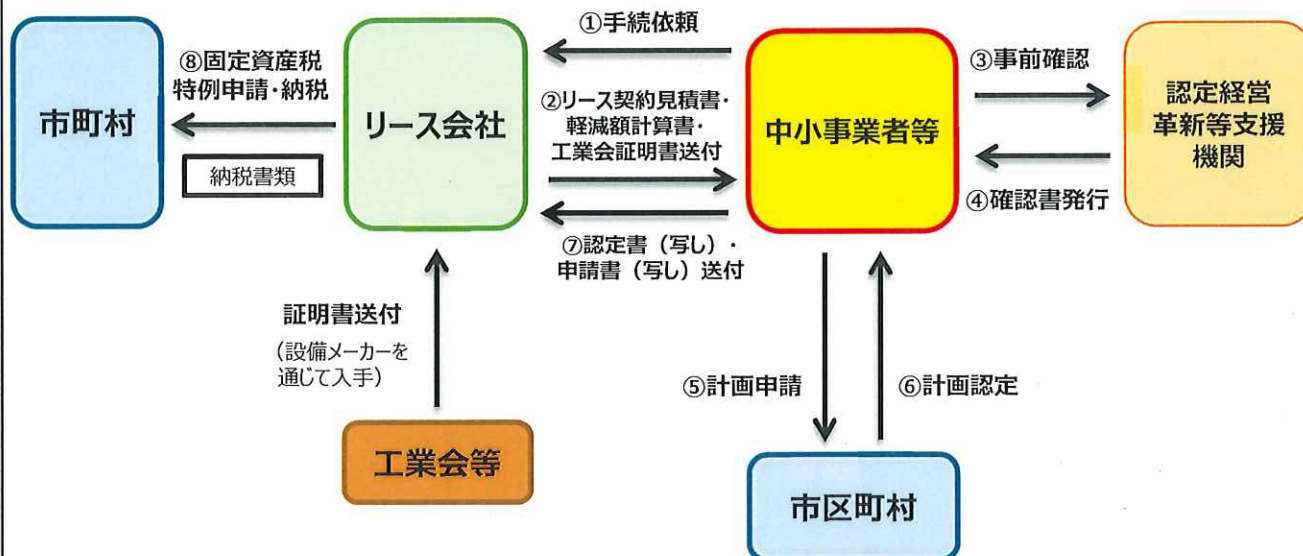 ①手続依頼
⑧固定資産税
特例申請・納税
市町村
納税書類
リース会社
②リース契約見積書・
軽減額計算書・
工業会証明書送付
中小事業者等
③事前確認
認定経営
革新等支援
機関
④確認書発行
⑦認定書（写し）・
申請書（写し）送付
証明書送付
（設備メーカーを
通じて入手）
⑤計画申請
⑥計画認定
工業会等
市区町村